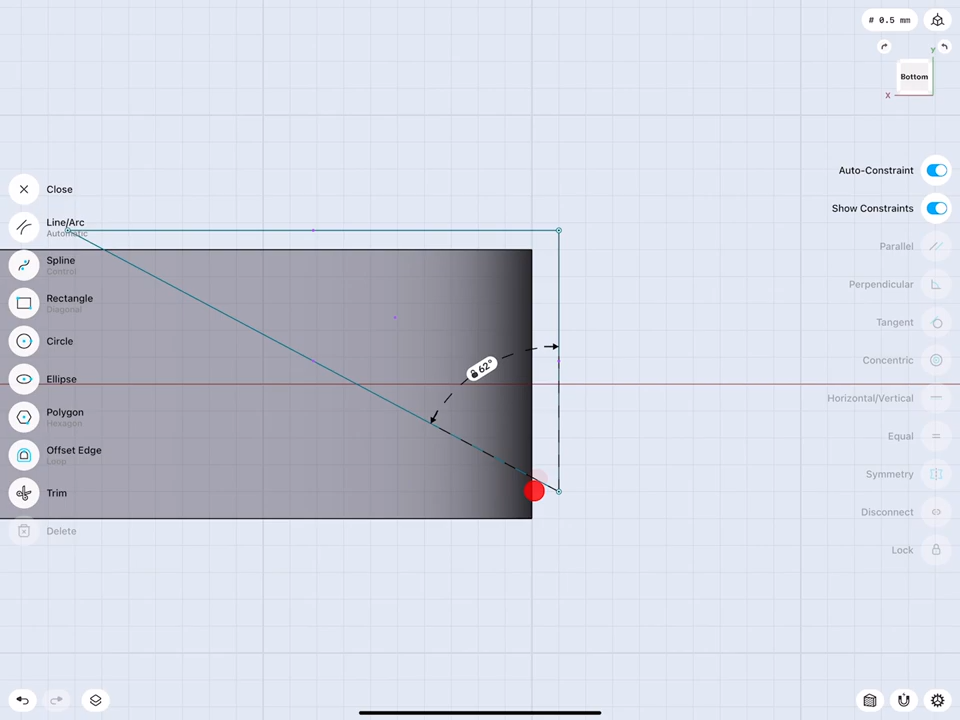 # 0.5 mm
y
Bottom
X
Close
Line/Arc
Automatic
Spline
Control
Rectangle
Diagonal
Circle
Ellipse
Polygon
Hexagon
Offset Edge
Loop
Trim
Delete
62°
Auto-Constraint
Show Constraints
Parallel
Perpendicular
Tangent
Concentric
Horizontal/Vertical
Equal
Symmetry
Disconnect
Lock